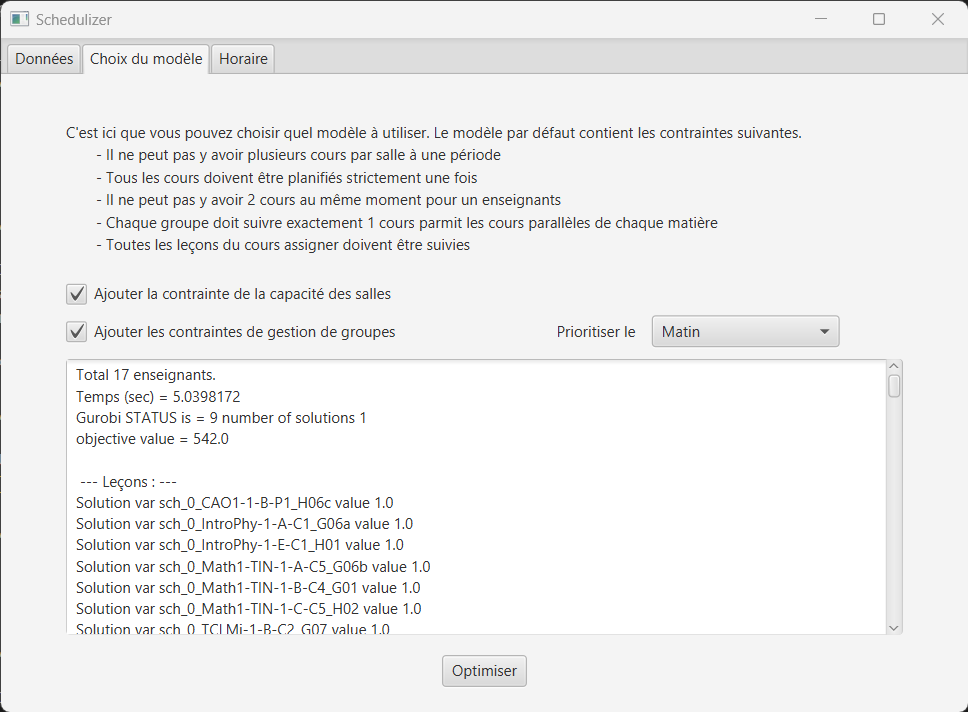 Schedulizer
Données Choix du modèle Horaire
C'est ici que vous pouvez choisir quel modèle à utiliser. Le modèle par défaut contient les contraintes suivantes.
- Il ne peut pas y avoir plusieurs cours par salle à une période
- Tous les cours doivent être planifiés strictement une fois
- Il ne peut pas y avoir 2 cours au même moment pour un enseignants
- Chaque groupe doit suivre exactement 1 cours parmit les cours parallèles de chaque matière
- Toutes les leçons du cours assigner doivent être suivies
Ajouter la contrainte de la capacité des salles
Ajouter les contraintes de gestion de groupes Prioritiser le Matin
Total 17 enseignants.
Temps (sec) = 5.0398172
Gurobi STATUS is = 9 number of solutions 1
objective value = 542.0
--- Leçons : ---
Solution var sch_0_CAO1-1-B-P1_H06c value 1.0
Solution var sch_0_IntroPhy-1-A-C1_G06a value 1.0
Solution var sch_0_IntroPhy-1-E-C1_H01 value 1.0
Solution var sch_0_Math1-TIN-1-A-C5_G06b value 1.0
Solution var sch_0_Math1-TIN-1-B-C4_G01 value 1.0
Solution var sch_0_Math1-TIN-1-C-C5_H02 value 1.0
Solution var sch_0_TCLMi-1-B-C2_G07 value 1.0
Optimiser